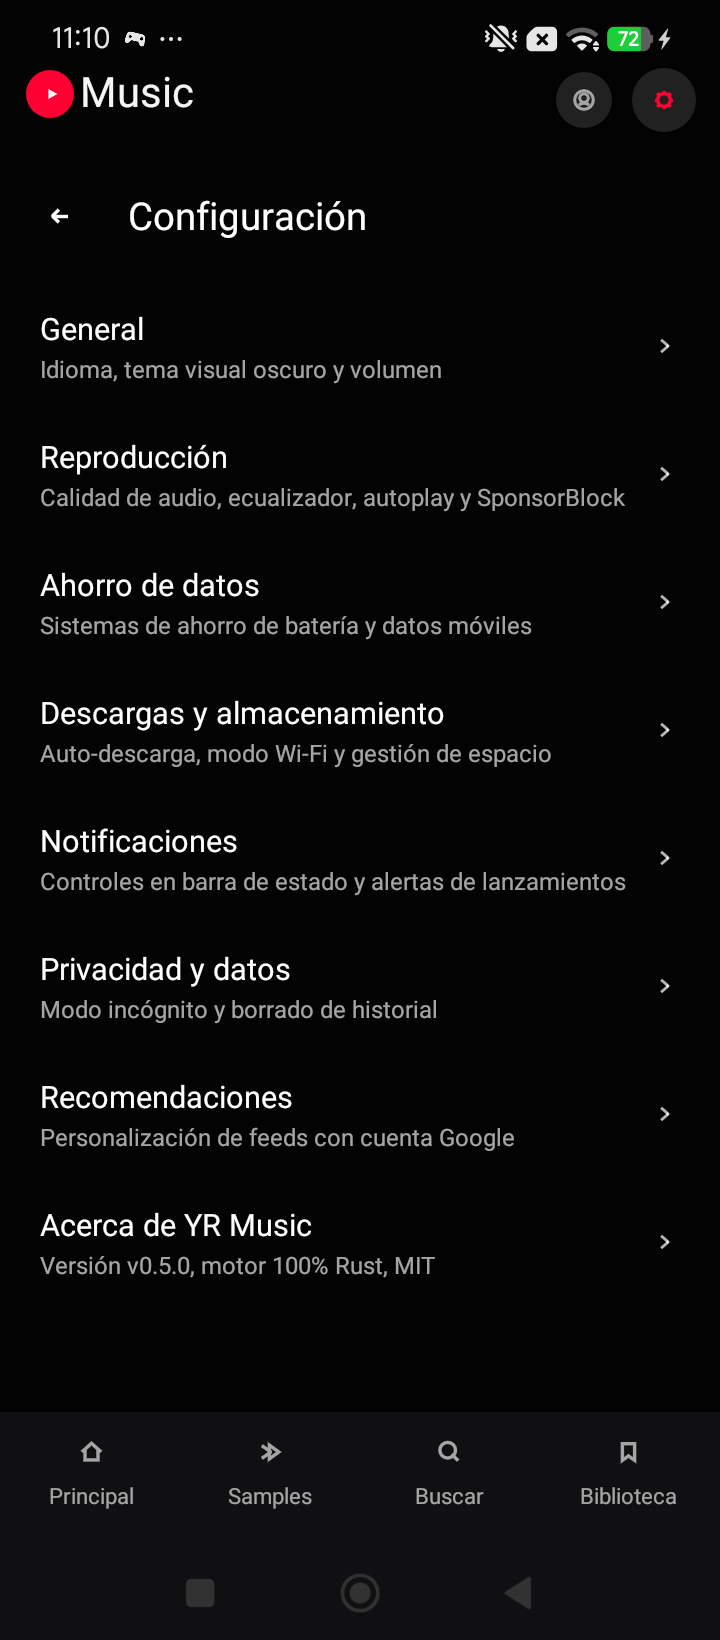 11:10
72
Music
Configuración
General
Idioma, tema visual oscuro y volumen
Reproducción
Calidad de audio, ecualizador, autoplay y SponsorBlock
Ahorro de datos
Sistemas de ahorro de batería y datos móviles
Descargas y almacenamiento
Auto-descarga, modo Wi-Fi y gestión de espacio
Notificaciones
Controles en barra de estado y alertas de lanzamientos
Privacidad y datos
Modo incógnito y borrado de historial
Recomendaciones
Personalización de feeds con cuenta Google
Acerca de YR Music
Versión v0.5.0, motor 100% Rust, MIT
Principal
Samples
Buscar
Biblioteca